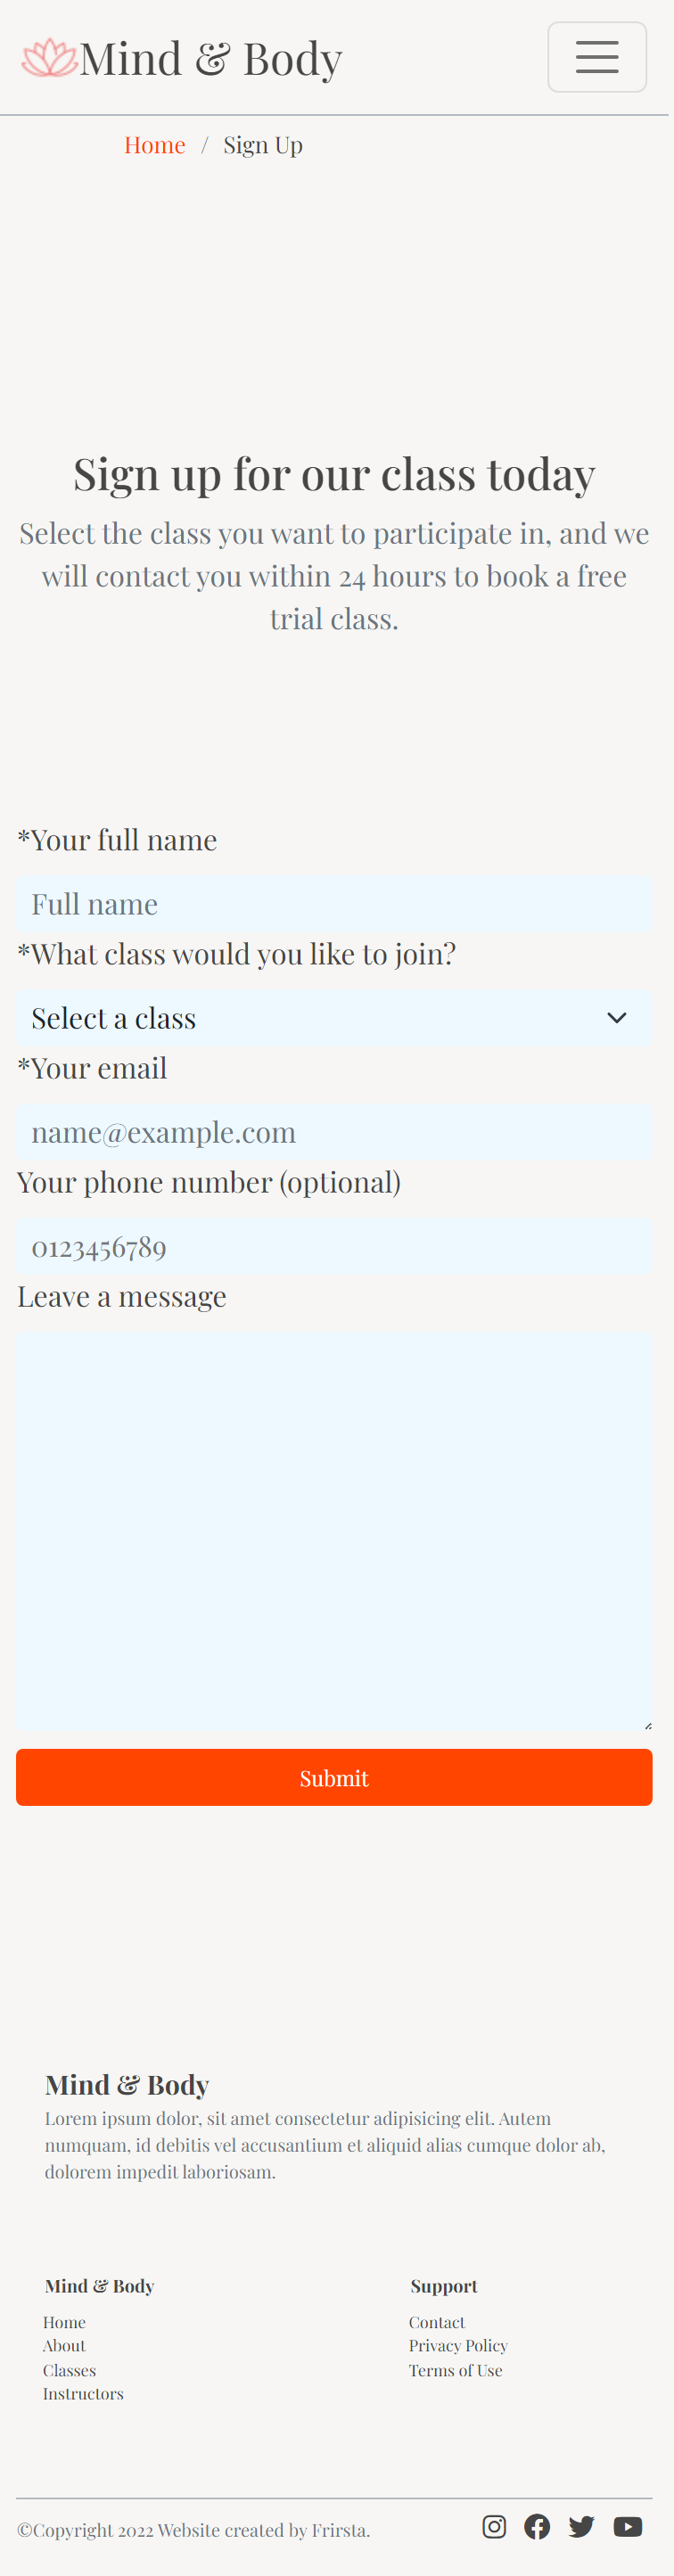 Mind & Body
Home / Sign Up
Sign up for our class today
Select the class you want to participate in, and we
will contact you within 24 hours to book a free
trial class.
*Your full name
Full name
*What class would you like to join?
Select a class
*Your email
name@example.com
Your phone number (optional)
0123456789
Leave a message
Submit
Mind & Body
Lorem ipsum dolor, sit amet consectetur adipisicing elit. Autem
numquam, id debitis vel accusantium et aliquid alias cumque dolor ab,
dolorem impedit laboriosam.
Mind & Body
Home
About
Classes
Instructors
Support
Contact
Privacy Policy
Terms of Use
©Copyright 2022 Website created by Frirsta.